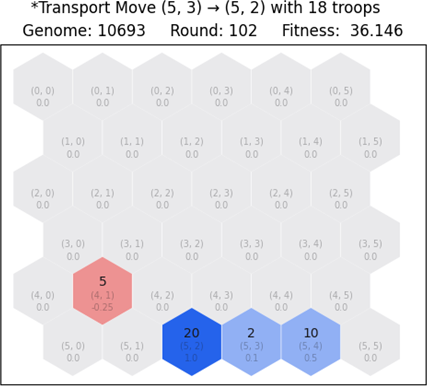 *Transport Move (5, 3) → (5, 2) with 18 troops
Genome: 10693 Round: 102 Fitness: 36.146
(0, 0) (0, 1) (0, 2) (0, 3) (0, 4) (0, 5)
0.0 0.0 0.0 0.0 0.0 0.0
(1, 0) (1, 1) (1, 2) (1, 3) (1, 4) (1, 5)
0.0 0.0 0.0 0.0 0.0 0.0
(2, 0) (2, 1) (2, 2) (2, 3) (2, 4) (2, 5)
0.0 0.0 0.0 0.0 0.0 0.0
(3, 0) (3, 1) (3, 2) (3, 3) (3, 4) (3, 5)
0.0 0.0 0.0 0.0 0.0 0.0
5
(4, 0) (4, 1) (4, 2) (4, 3) (4, 4) (4, 5)
0.0 -0.25 0.0 0.0 0.0 0.0
20 2 10
(5, 0) (5, 1) (5, 2) (5, 3) (5, 4) (5, 5)
0.0 0.0 1.0 0.1 0.5 0.0